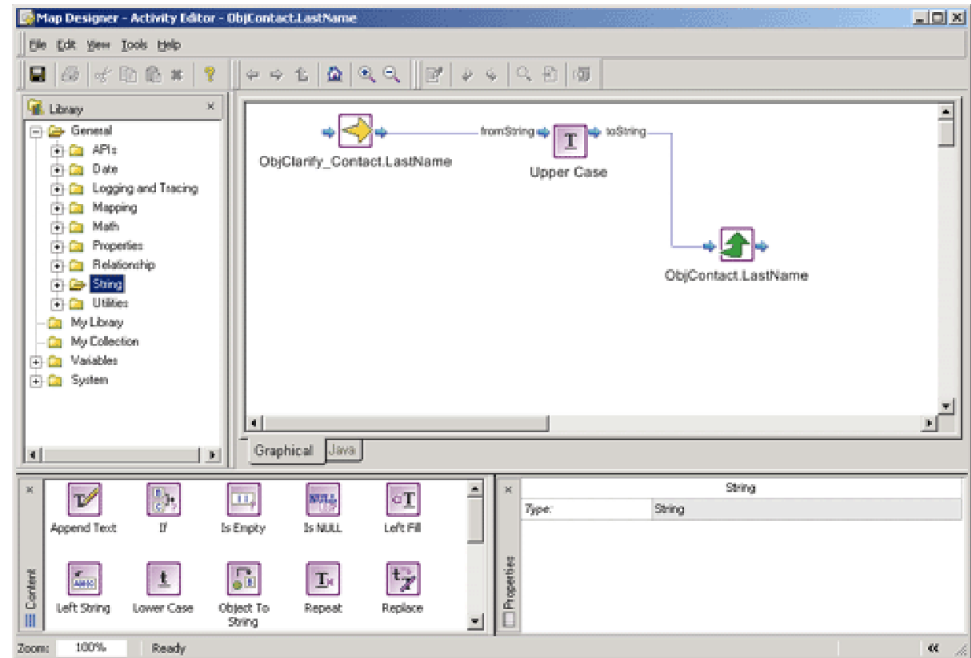 Map Designer - Activity Editor - ObjContact.LastName
File Edit View Tools Help
Library
General
APIs
Date
Logging and Tracing
Mapping
Math
Properties
Relationship
String
Utilities
My Library
My Collection
Variables
System
ObjClarify_Contact.LastName
fromString
toString
Upper Case
ObjContact.LastName
Graphical Java
Content
Append Text If Is Empty Is NULL Left Fill
Left String Lower Case Object To String Repeat Replace
Properties
String
Type: String
Zoom: 100% Ready